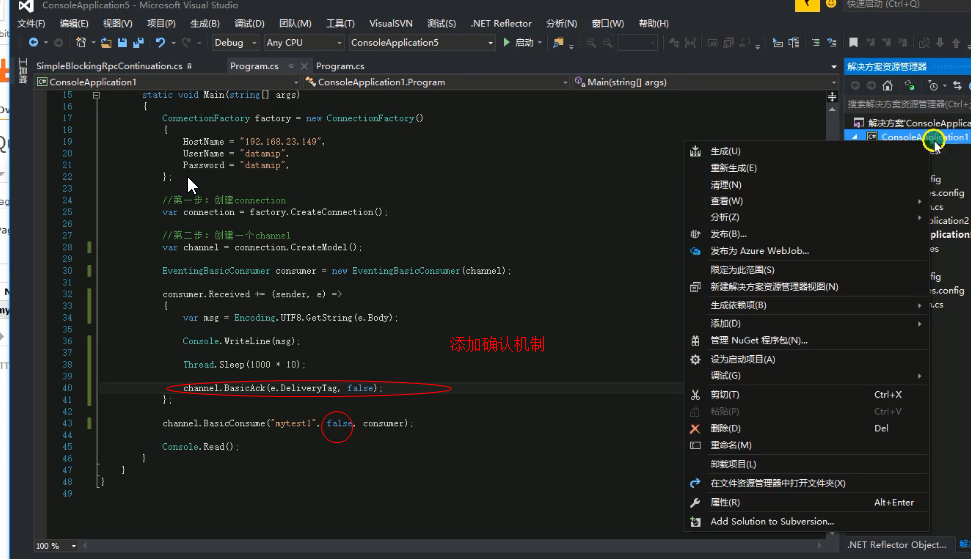 ConsoleApplication5 - Microsoft Visual Studio
快速启动 (Ctrl+Q)
文件(F) 编辑(E) 视图(V) 项目(P) 生成(B) 调试(D) 团队(M) 工具(T) VisualSVN 测试(S) .NET Reflector 分析(N) 窗口(W) 帮助(H)
Debug Any CPU ConsoleApplication5 启动
SimpleBlockingRpcContinuation.cs Program.cs Program.cs
ConsoleApplication1 ConsoleApplication1.Program Main(string[] args)
解决方案资源管理器
搜索解决方案资源管理器(Ctrl+;
解决方案'ConsoleApplica
ConsoleApplication1
15 static void Main(string[] args)
16 {
17 ConnectionFactory factory = new ConnectionFactory()
18 {
19 HostName = "192.168.23.149",
20 UserName = "datamip",
21 Password = "datamip",
22 };
23
24 //第一步：创建connection
25 var connection = factory.CreateConnection();
26
27 //第二步：创建一个channel
28 var channel = connection.CreateModel();
29
30 EventingBasicConsumer consumer = new EventingBasicConsumer(channel);
31
32 consumer.Received += (sender, e) =>
33 {
34 var msg = Encoding.UTF8.GetString(e.Body);
35
36 Console.WriteLine(msg);
37
38 Thread.Sleep(1000 * 10);
39
40 channel.BasicAck(e.DeliveryTag, false);
41 };
42
43 channel.BasicConsume("mytest1", false, consumer);
44
45 Console.Read();
46 }
47 }
48 }
49
添加确认机制
生成(U)
重新生成(E)
清理(N)
查看(W)
分析(Z)
发布(B)...
发布为 Azure WebJob...
限定为此范围(S)
新建解决方案资源管理器视图(N)
生成依赖项(B)
添加(D)
管理 NuGet 程序包(N)...
设为启动项目(A)
调试(G)
剪切(T) Ctrl+X
粘贴(P) Ctrl+V
删除(D) Del
重命名(M)
卸载项目(L)
在文件资源管理器中打开文件夹(X)
属性(R) Alt+Enter
Add Solution to Subversion...
100 %
.NET Reflector Object...